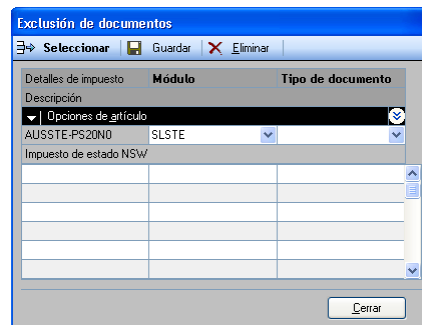 Exclusión de documentos
Seleccionar Guardar Eliminar
Detalles de impuesto Módulo Tipo de documento
Descripción
Opciones de artículo
AUSSTE-PS20N0 SLSTE
Impuesto de estado NSW
Cerrar